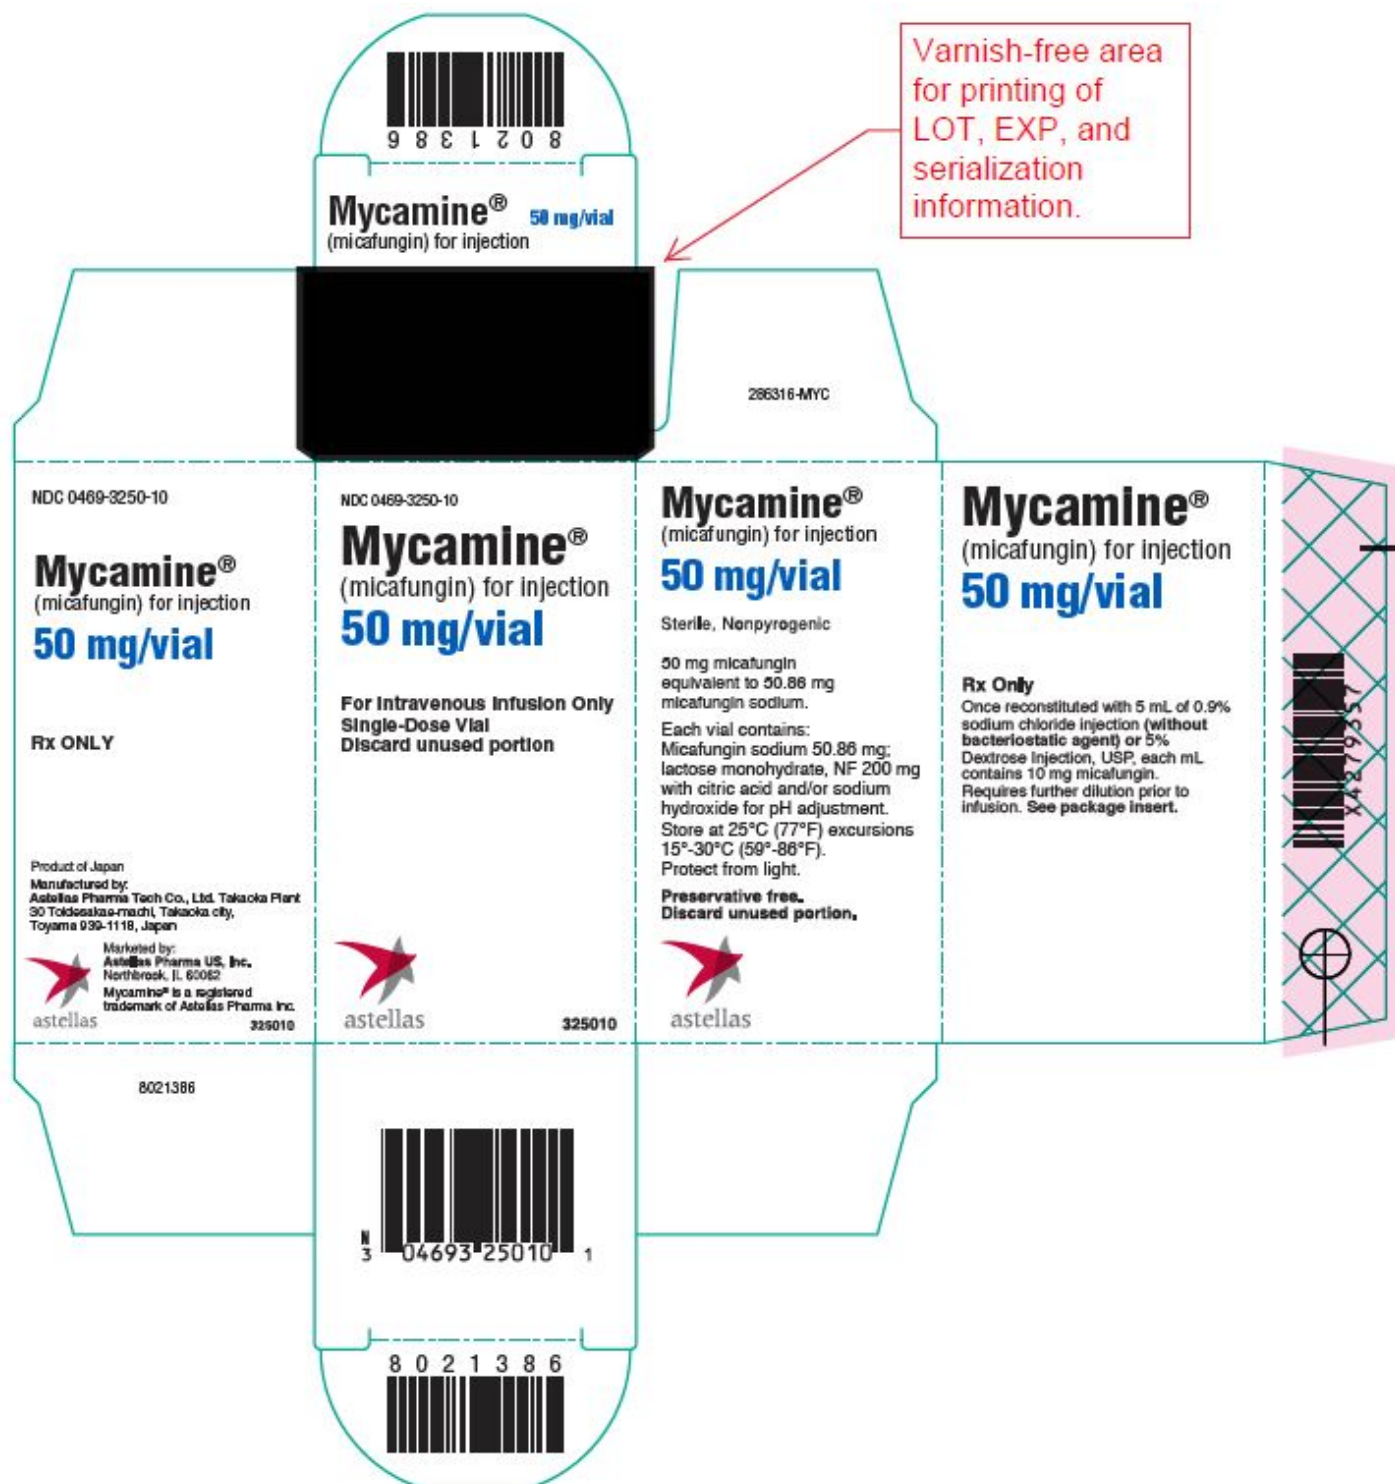 8021386
Varnish-free area
for printing of
LOT, EXP, and
serialization
information.
Mycamine® 50 mg/vial
(micafungin) for injection
286316-MYC
NDC 0469-3250-10
Mycamine®
(micafungin) for injection
50 mg/vial
Rx ONLY
Product of Japan
Manufactured by:
Astellas Pharma Tech Co., Ltd. Takaoka Plant
30 Toidesakae-machi, Takaoka city,
Toyama 939-1118, Japan
Marketed by:
Astellas Pharma US, Inc.
Northbrook, IL 60062
Mycamine® is a registered
trademark of Astellas Pharma Inc.
astellas
325010
NDC 0469-3250-10
Mycamine®
(micafungin) for injection
50 mg/vial
For Intravenous Infusion Only
Single-Dose Vial
Discard unused portion
astellas
325010
Mycamine®
(micafungin) for injection
50 mg/vial
Sterile, Nonpyrogenic
50 mg micafungin
equivalent to 50.86 mg
micafungin sodium.
Each vial contains:
Micafungin sodium 50.86 mg;
lactose monohydrate, NF 200 mg
with citric acid and/or sodium
hydroxide for pH adjustment.
Store at 25°C (77°F) excursions
15°-30°C (59°-86°F).
Protect from light.
Preservative free.
Discard unused portion.
astellas
Mycamine®
(micafungin) for injection
50 mg/vial
Rx Only
Once reconstituted with 5 mL of 0.9%
sodium chloride injection (without
bacteriostatic agent) or 5%
Dextrose Injection, USP, each mL
contains 10 mg micafungin.
Requires further dilution prior to
infusion. See package insert.
X4279357
8021386
N
3 04693 25010 1
8021386